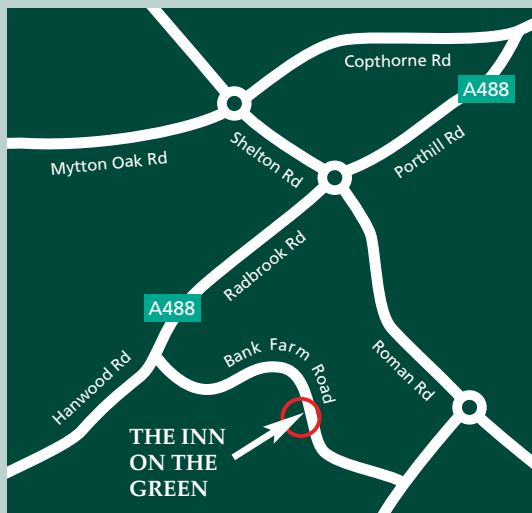 Copthorne Rd
A488
Mytton Oak Rd
Shelton Rd
Porthill Rd
Radbrook Rd
A488
Bank Farm Road
Roman Rd
Hanwood Rd
THE INN
ON THE
GREEN